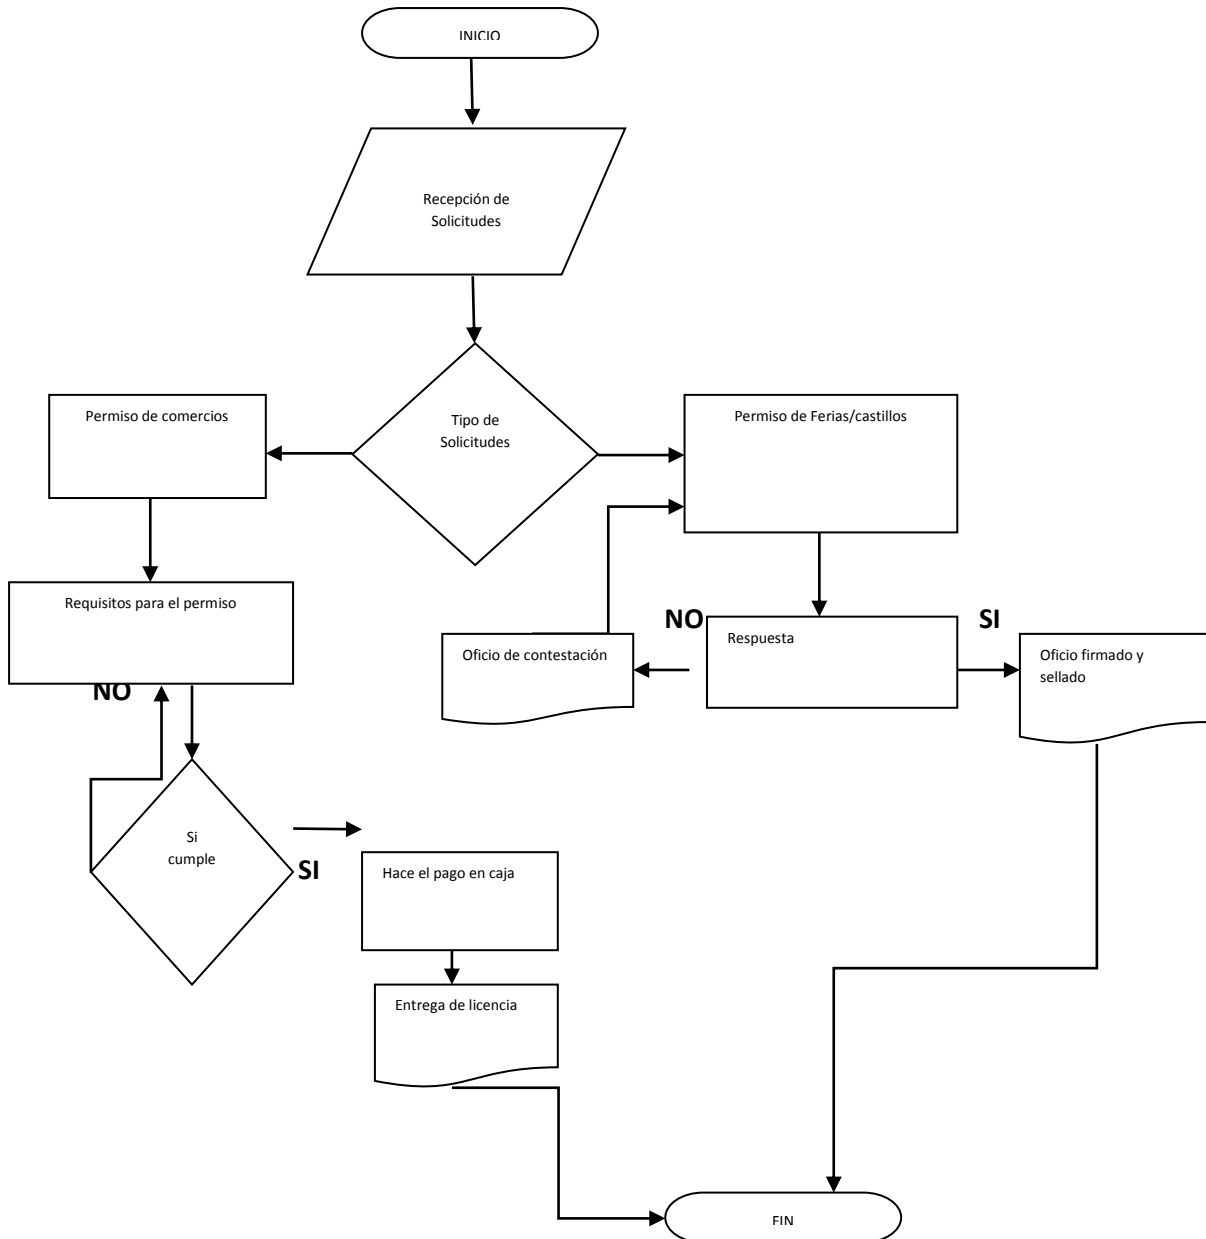 INICIO
Recepción de
Solicitudes
Tipo de
Solicitudes
Permiso de comercios
Permiso de Ferias/castillos
Requisitos para el permiso
NO
NO
SI
Respuesta
Oficio de contestación
Oficio firmado y
sellado
Si
cumple
SI
Hace el pago en caja
Entrega de licencia
FIN